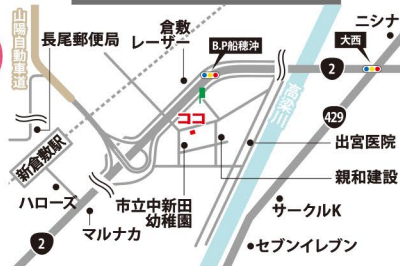 山陽自動車道
長尾郵便局
倉敷
レーザー
B.P船穂沖
ニシナ
大西
2
429
高梁川
ココ
出宮医院
新倉敷駅
親和建設
ハローズ
市立中新田
幼稚園
サークルK
マルナカ
2
セブンイレブン